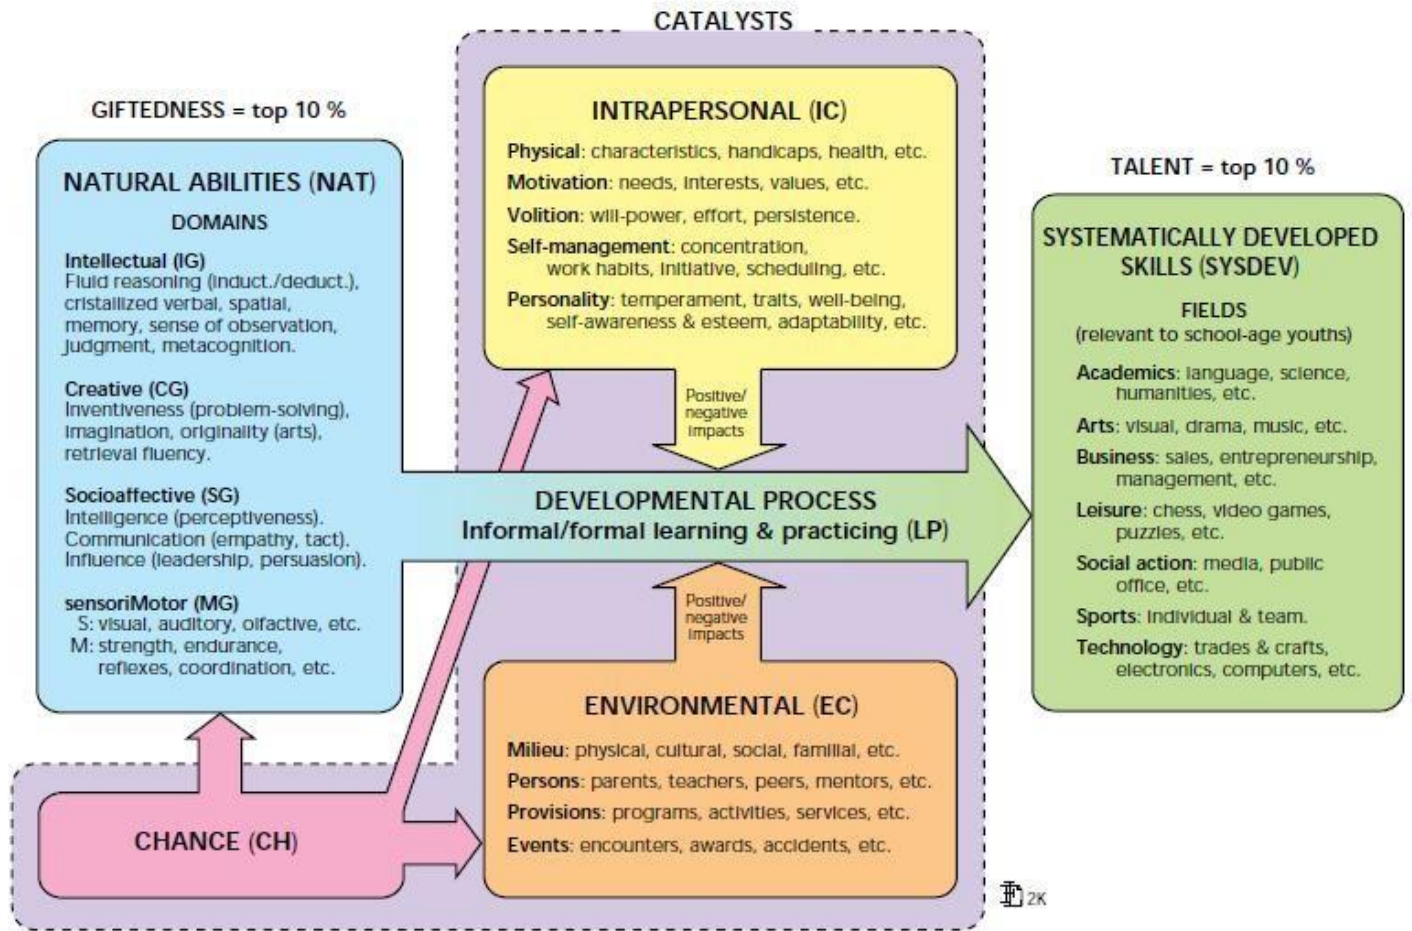 CATALYSTS
GIFTEDNESS = top 10 %
NATURAL ABILITIES (NAT)
DOMAINS
Intellectual (IG)
Fluid reasoning (induct./deduct.),
cristallized verbal, spatial,
memory, sense of observation,
judgment, metacognition.
Creative (CG)
Inventiveness (problem-solving),
imagination, originality (arts),
retrieval fluency.
Socioaffective (SG)
Intelligence (perceptiveness).
Communication (empathy, tact).
Influence (leadership, persuasion).
sensoriMotor (MG)
S: visual, auditory, olfactive, etc.
M: strength, endurance,
reflexes, coordination, etc.
CHANCE (CH)
INTRAPERSONAL (IC)
Physical: characteristics, handicaps, health, etc.
Motivation: needs, interests, values, etc.
Volition: will-power, effort, persistence.
Self-management: concentration,
work habits, initiative, scheduling, etc.
Personality: temperament, traits, well-being,
self-awareness & esteem, adaptability, etc.
Positive/
negative
impacts
DEVELOPMENTAL PROCESS
Informal/formal learning & practicing (LP)
Positive/
negative
impacts
ENVIRONMENTAL (EC)
Milieu: physical, cultural, social, familial, etc.
Persons: parents, teachers, peers, mentors, etc.
Provisions: programs, activities, services, etc.
Events: encounters, awards, accidents, etc.
TALENT = top 10 %
SYSTEMATICALLY DEVELOPED
SKILLS (SYSDEV)
FIELDS
(relevant to school-age youths)
Academics: language, science,
humanities, etc.
Arts: visual, drama, music, etc.
Business: sales, entrepreneurship,
management, etc.
Leisure: chess, video games,
puzzles, etc.
Social action: media, public
office, etc.
Sports: individual & team.
Technology: trades & crafts,
electronics, computers, etc.
2K